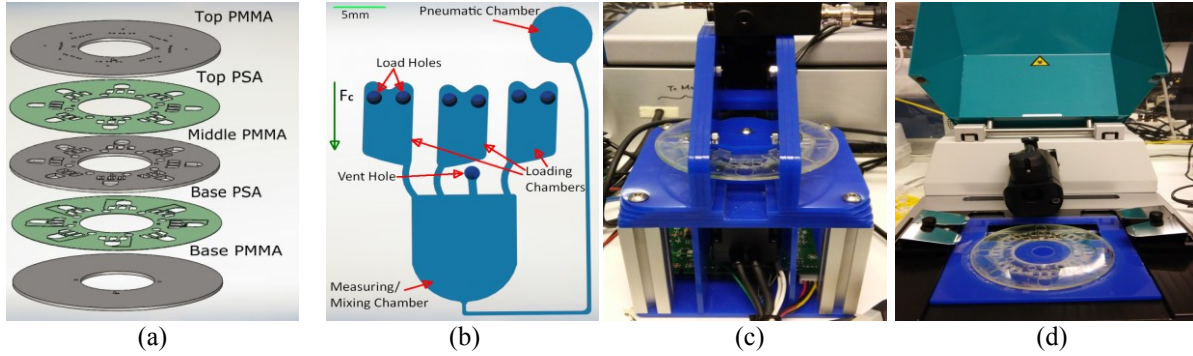 Top PMMA
Top PSA
Middle PMMA
Base PSA
Base PMMA
(a)
5mm
Pneumatic Chamber
Load Holes
Fc
Vent Hole
Loading
Chambers
Measuring/
Mixing Chamber
(b)
(c)
(d)